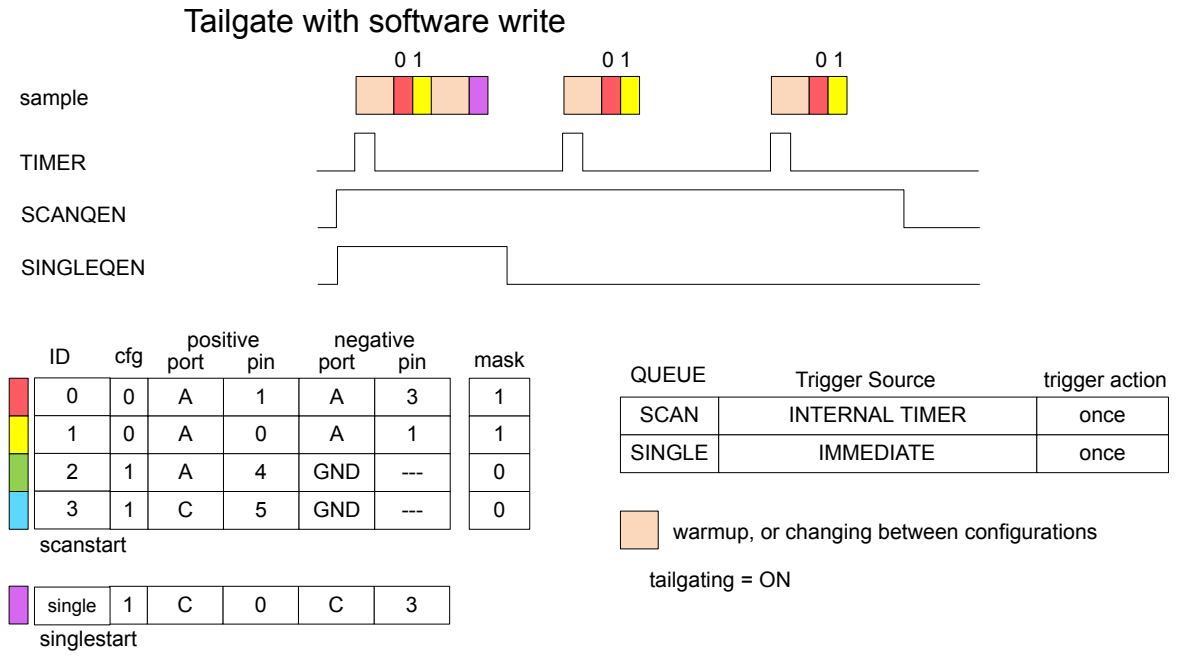 Tailgate with software write
0 1 0 1 0 1
sample
TIMER
SCANQEN
SINGLEQEN
positive negative
ID cfg port pin port pin mask
0 0 A 1 A 3 1
1 0 A 0 A 1 1
2 1 A 4 GND --- 0
3 1 C 5 GND --- 0
scanstart
single 1 C 0 C 3
singlestart
QUEUE Trigger Source trigger action
SCAN INTERNAL TIMER once
SINGLE IMMEDIATE once
warmup, or changing between configurations
tailgating = ON